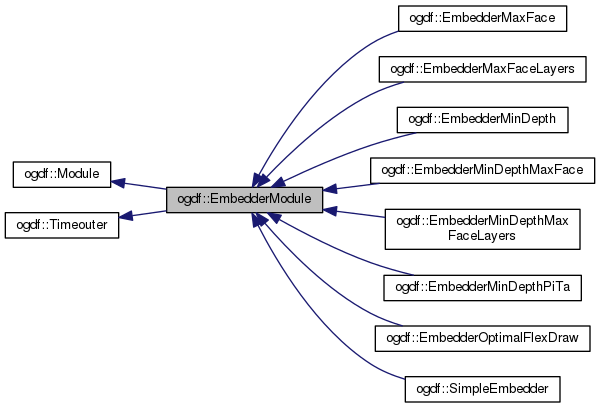 ogdf::Module
ogdf::Timeouter
ogdf::EmbedderModule
ogdf::EmbedderMaxFace
ogdf::EmbedderMaxFaceLayers
ogdf::EmbedderMinDepth
ogdf::EmbedderMinDepthMaxFace
ogdf::EmbedderMinDepthMax
FaceLayers
ogdf::EmbedderMinDepthPiTa
ogdf::EmbedderOptimalFlexDraw
ogdf::SimpleEmbedder